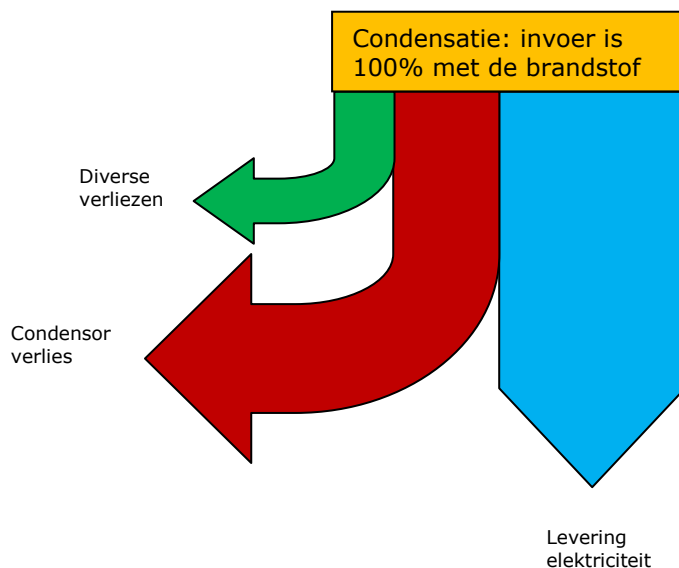 Condensatie: invoer is
100% met de brandstof
Diverse
verliezen
Condensor
verlies
Levering
elektriciteit